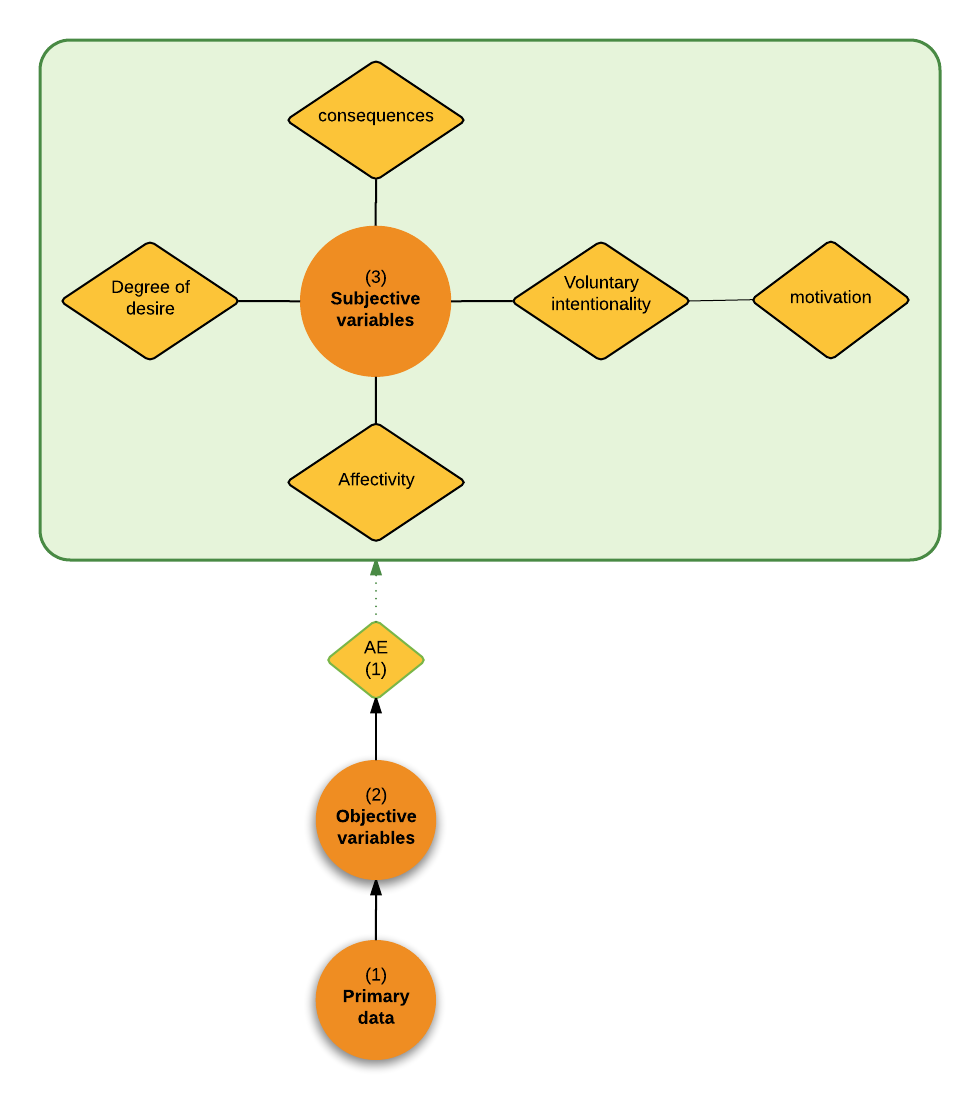 consequences
(3)
Subjective
variables
Degree of
desire
Voluntary
intentionality
motivation
Affectivity
AE
(1)
(2)
Objective
variables
(1)
Primary
data